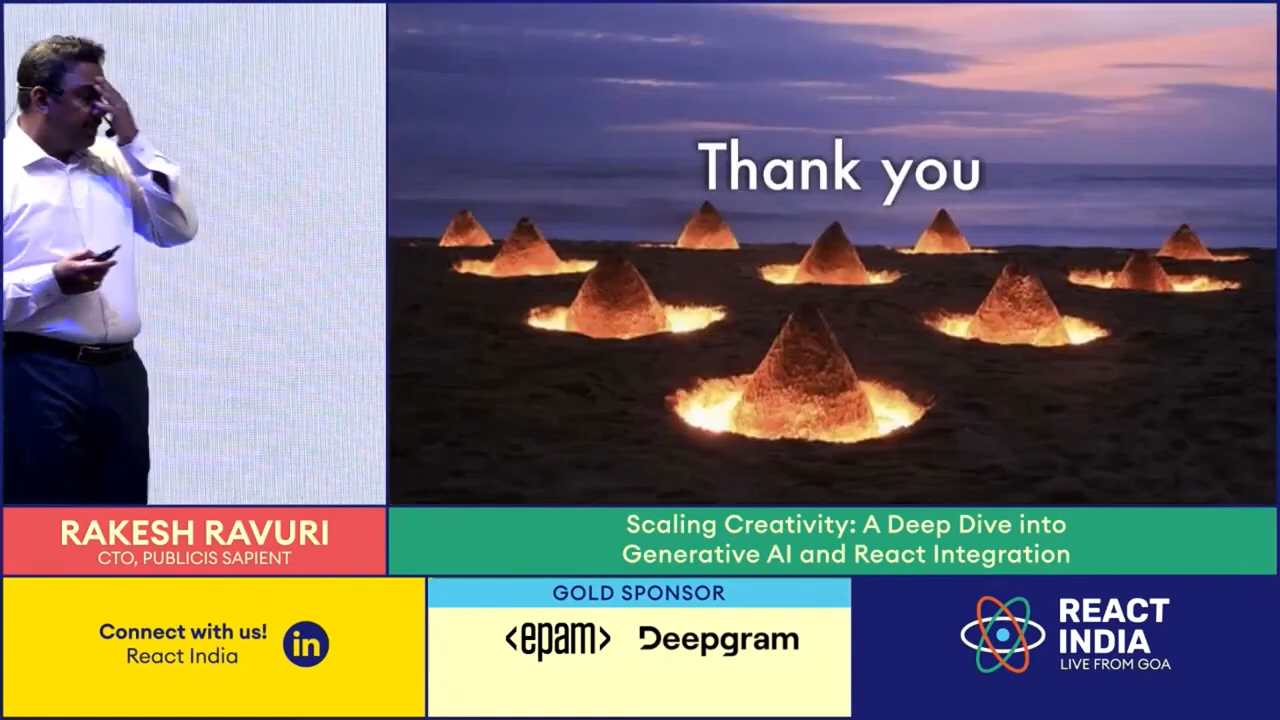 Thank you
RAKESH RAVURI
CTO, PUBLICIS SAPIENT
Scaling Creativity: A Deep Dive into
Generative AI and React Integration
Connect with us!
React India
in
GOLD SPONSOR
<epam>
Deepgram
REACT
INDIA
LIVE FROM GOA